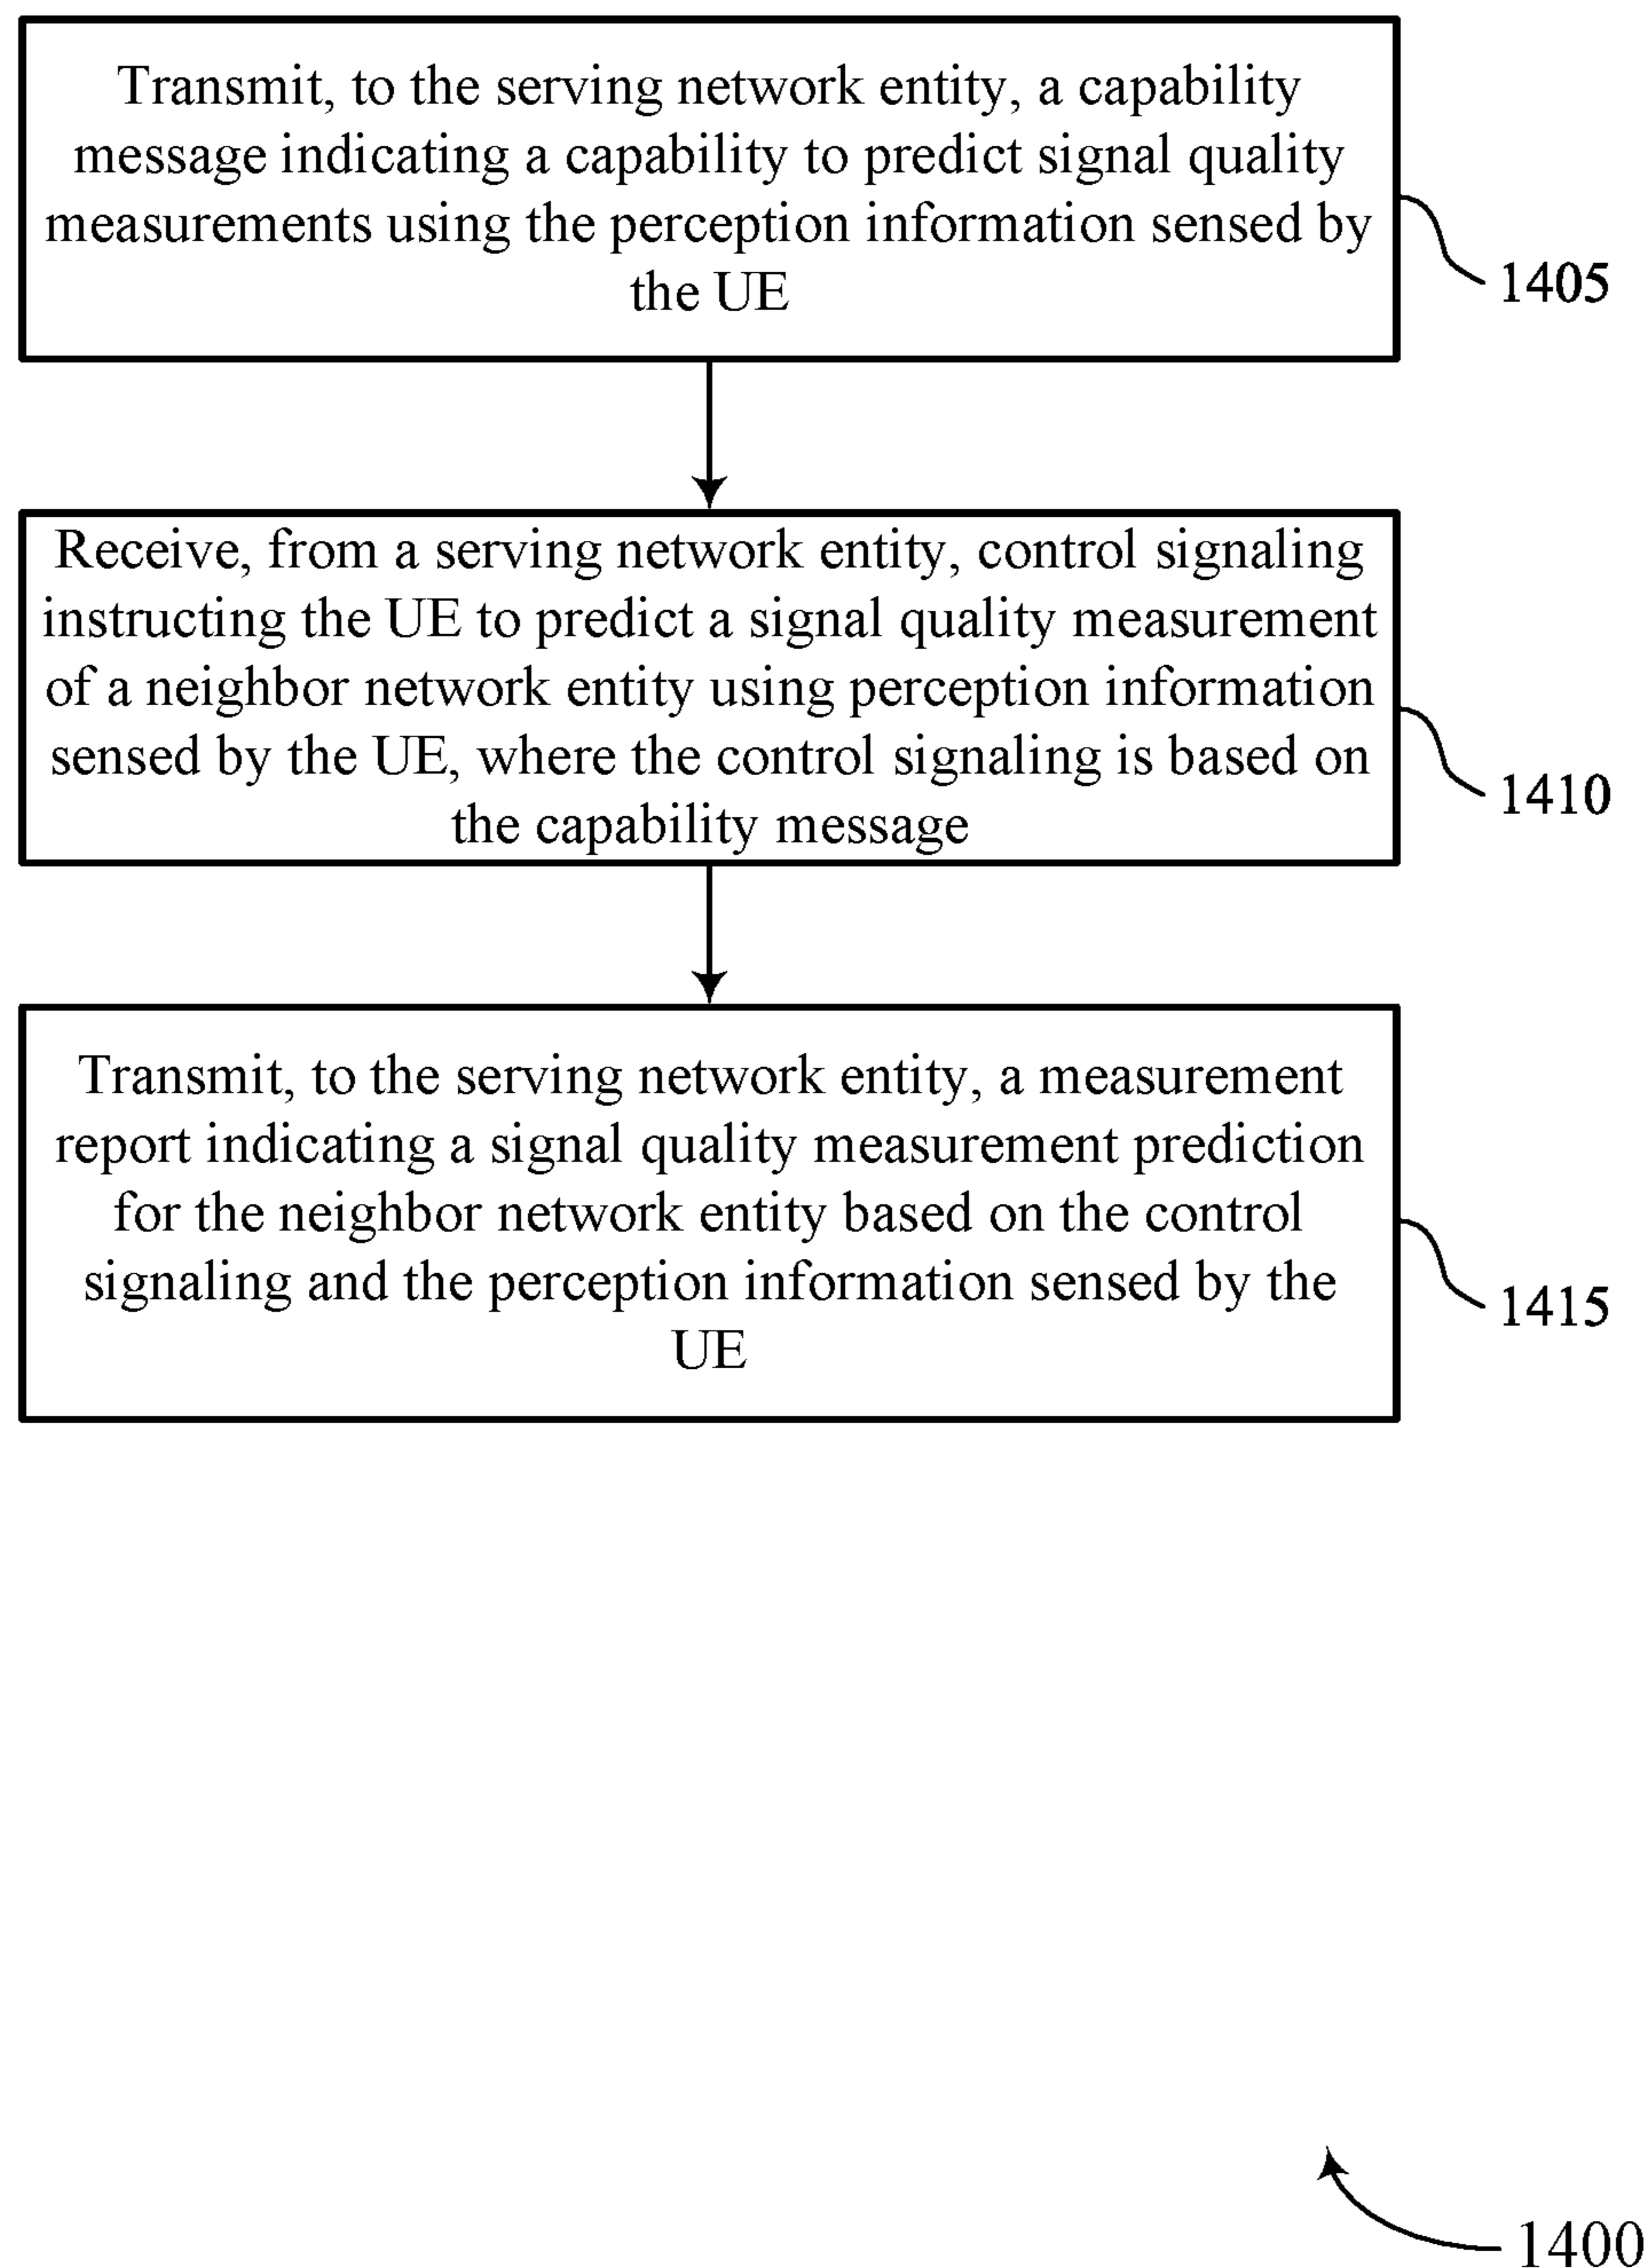 Transmit, to the serving network entity, a capability
message indicating a capability to predict signal quality
measurements using the perception information sensed by
the UE
1405
Receive, from a serving network entity, control signaling
instructing the UE to predict a signal quality measurement
of a neighbor network entity using perception information
sensed by the UE, where the control signaling is based on
the capability message
1410
Transmit, to the serving network entity, a measurement
report indicating a signal quality measurement prediction
for the neighbor network entity based on the control
signaling and the perception information sensed by the
UE
1415
1400